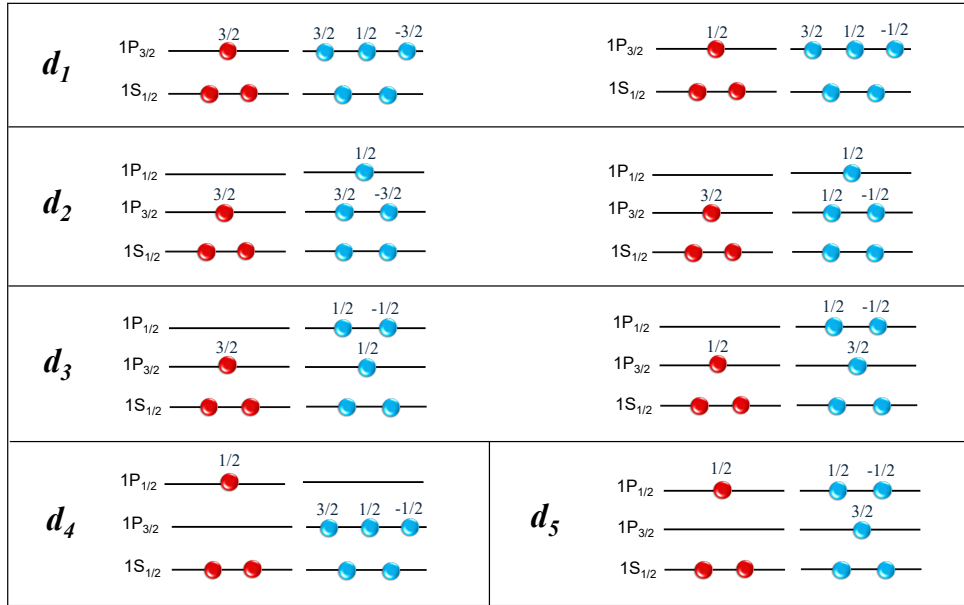 3/2 3/2 1/2 -3/2 1/2 3/2 1/2 -1/2
1P3/2 1P3/2
d1
1S1/2 1S1/2
1/2 1/2
1P1/2 1P1/2
3/2 3/2 -3/2 3/2 1/2 -1/2
d2 1P3/2 1P3/2
1S1/2 1S1/2
1/2 -1/2 1/2 -1/2
1P1/2 1P1/2
3/2 1/2 1/2 3/2
d3 1P3/2 1P3/2
1S1/2 1S1/2
1/2
1P1/2
3/2 1/2 -1/2
d4 1P3/2
1S1/2
1/2 1/2 -1/2
1P1/2
3/2
d5 1P3/2
1S1/2